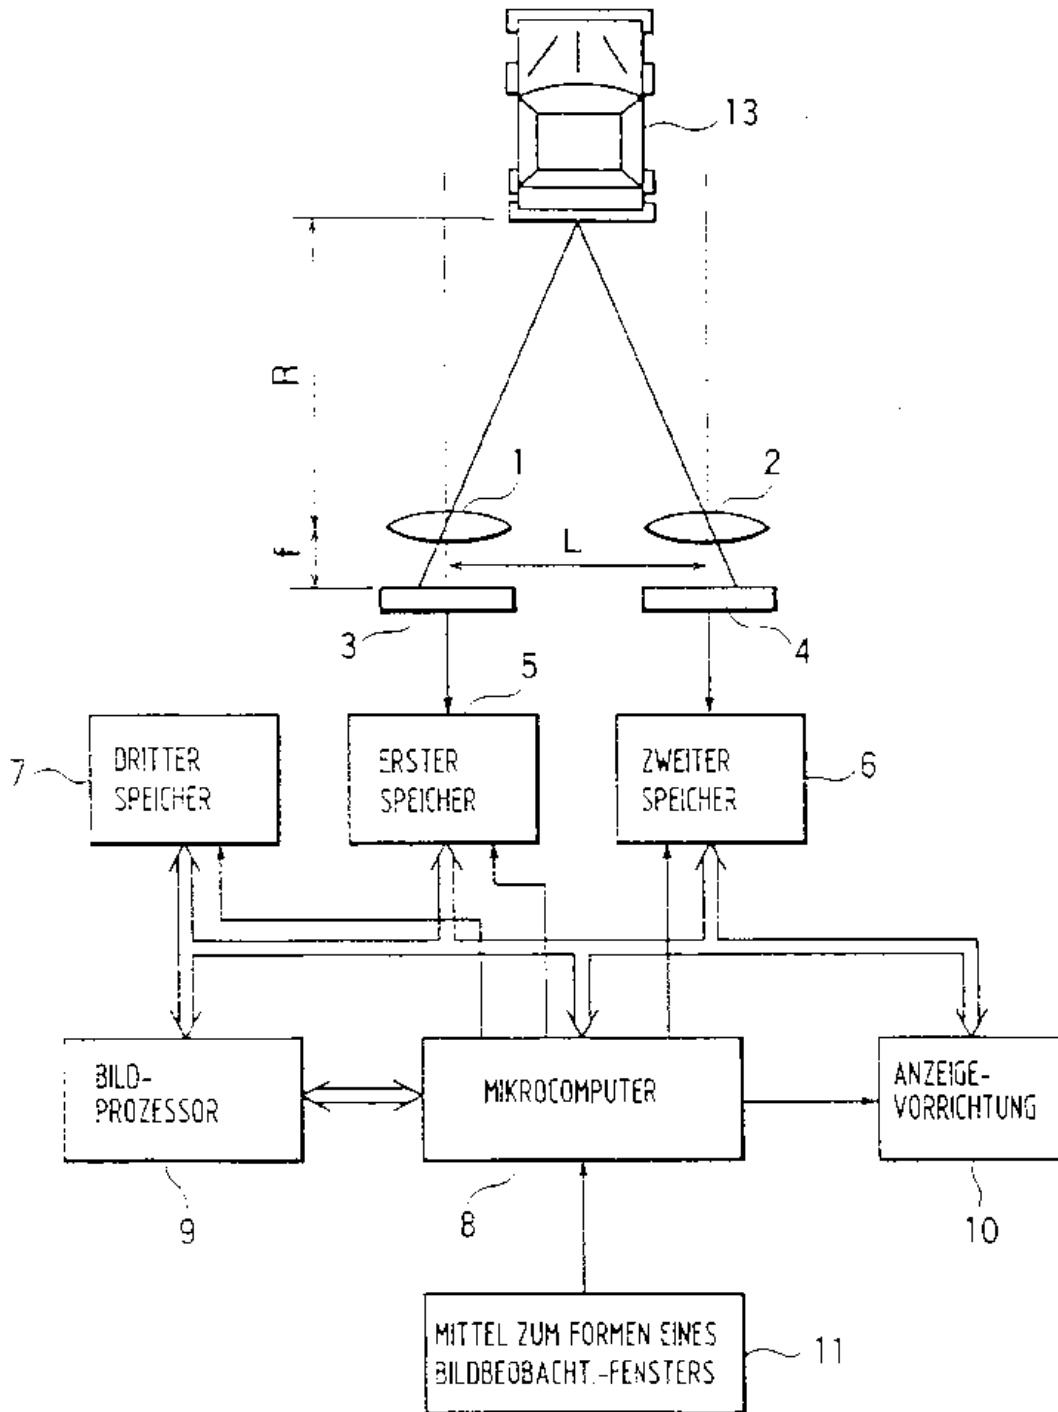 13
R
1
2
f
L
3
4
5
7
DRITTER
SPEICHER
ERSTER
SPEICHER
ZWEITER
SPEICHER
6
BILD-
PROZESSOR
MIKROCOMPUTER
ANZEIGE-
VORRICHTUNG
9
8
10
MITTEL ZUM FORMEN EINES
BILDBEOBACHT.-FENSTERS
11